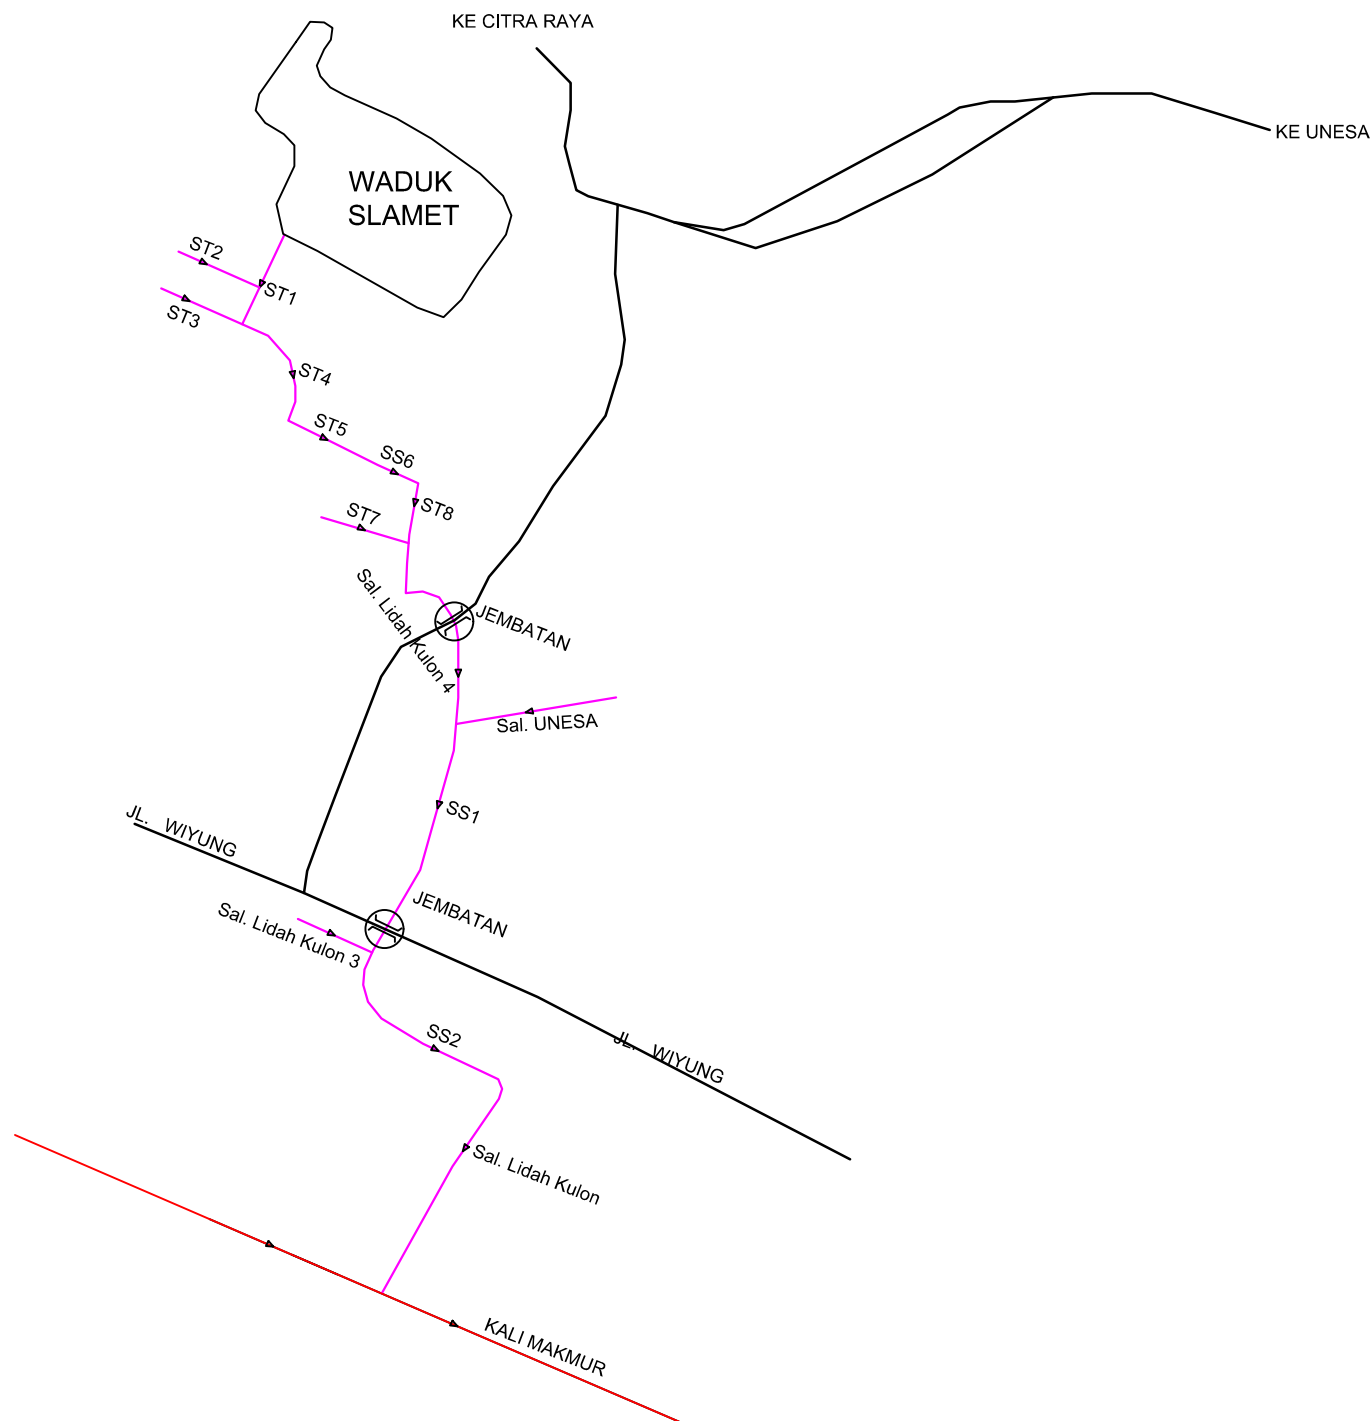 KE CITRA RAYA
KE UNESA
WADUK
SLAMET
ST2
ST1
ST3
ST4
ST5
SS6
ST8
ST7
Sal. Lidah Kulon 4
JEMBATAN
Sal. UNESA
SS1
JL. WIYUNG
JEMBATAN
Sal. Lidah Kulon 3
SS2
JL. WIYUNG
Sal. Lidah Kulon
KALI MAKMUR